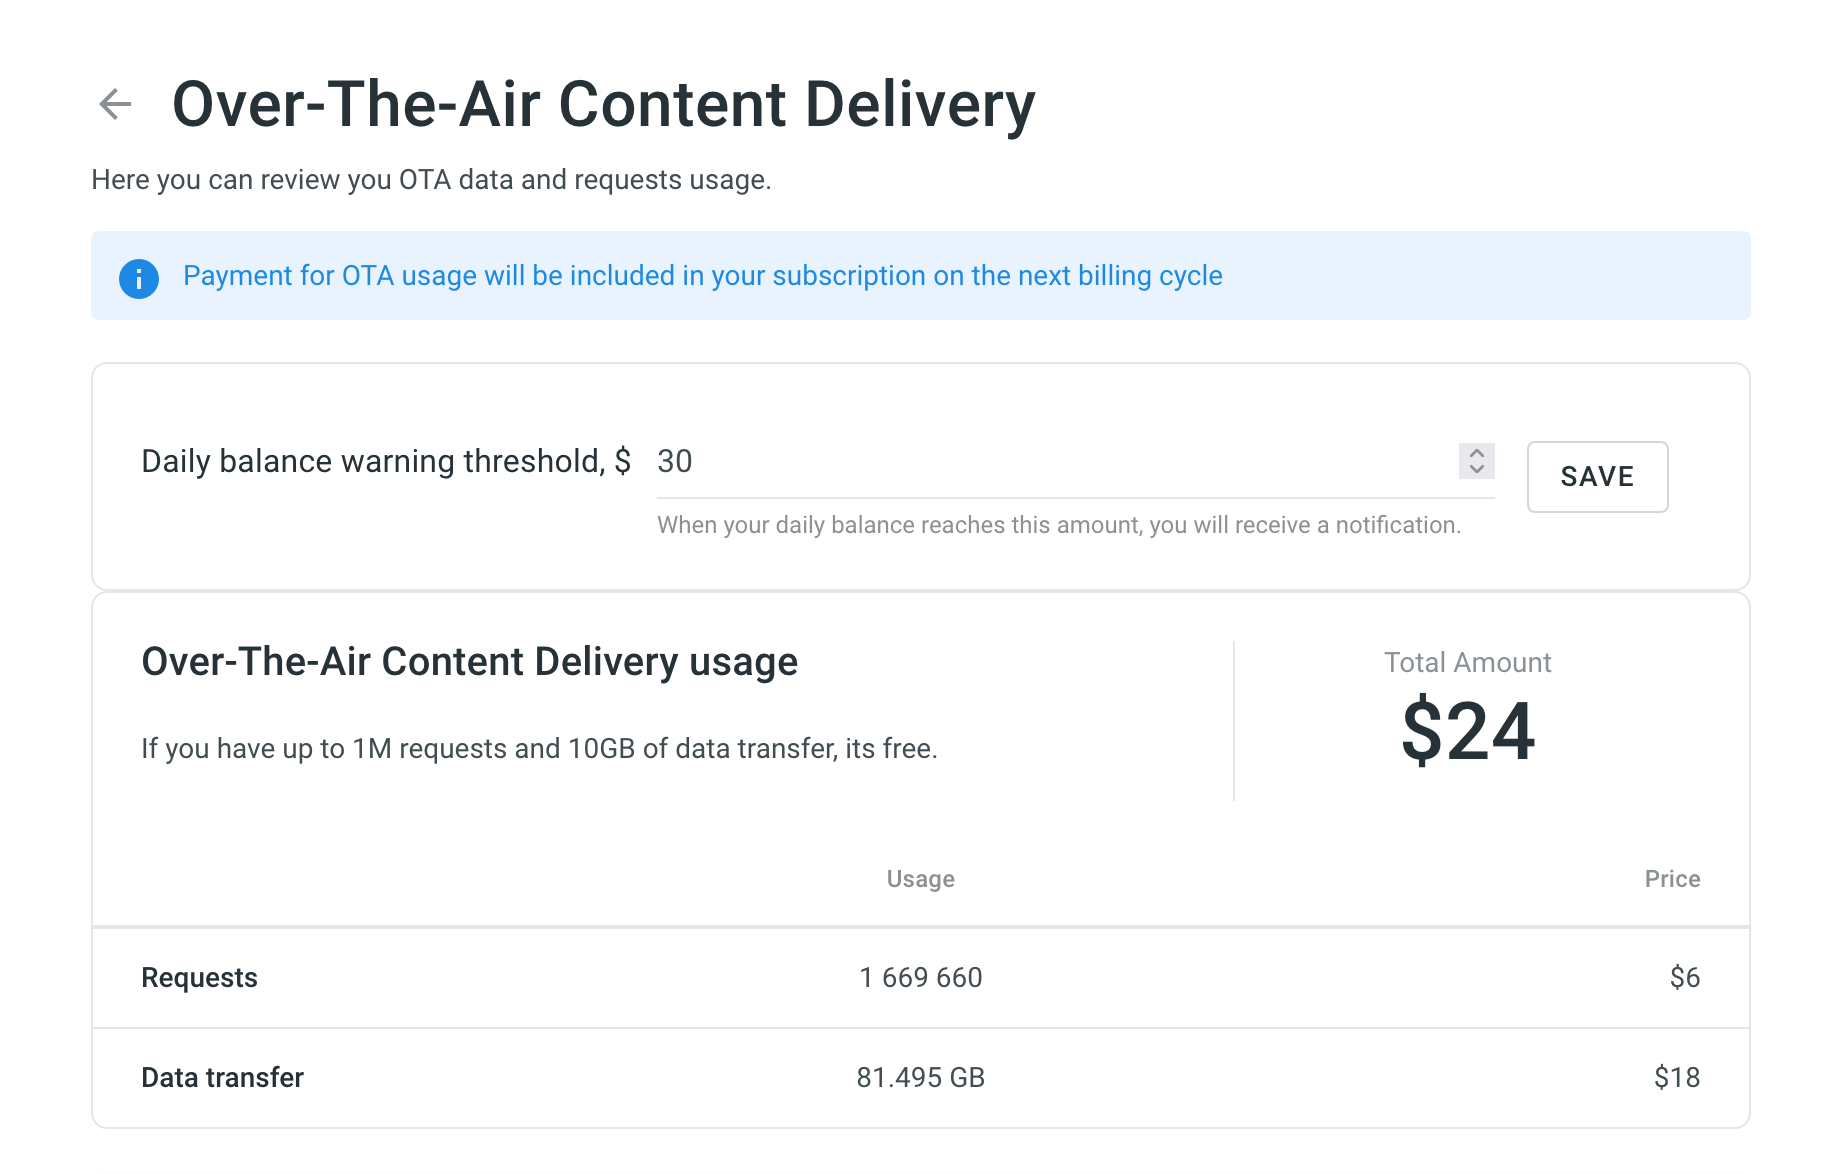 Over-The-Air Content Delivery
Here you can review you OTA data and requests usage.
Payment for OTA usage will be included in your subscription on the next billing cycle
Daily balance warning threshold, $ 30
SAVE
When your daily balance reaches this amount, you will receive a notification.
Over-The-Air Content Delivery usage
If you have up to 1M requests and 10GB of data transfer, its free.
Total Amount
$24
Usage Price
Requests 1 669 660 $6
Data transfer 81.495 GB $18